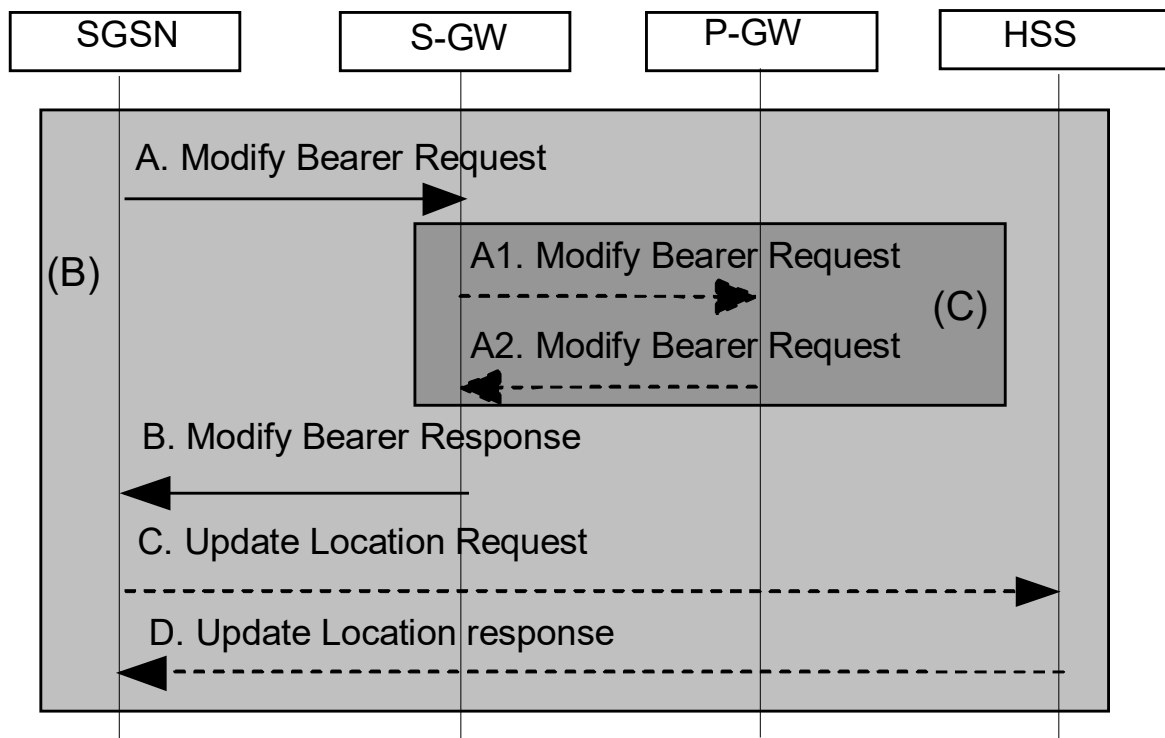 SGSN
S-GW
P-GW
HSS
A. Modify Bearer Request
(B)
A1. Modify Bearer Request
(C)
A2. Modify Bearer Request
B. Modify Bearer Response
C. Update Location Request
D. Update Location response